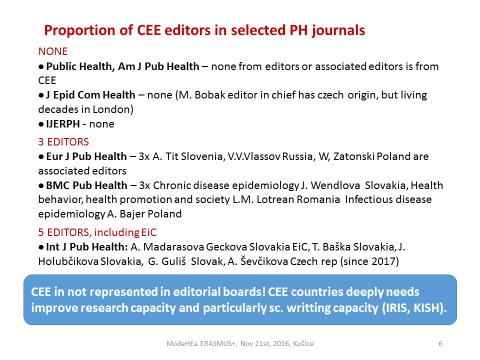 Proportion of CEE editors in selected PH journals
NONE
● Public Health, Am J Pub Health – none from editors or associated editors is from
CEE
● J Epid Com Health – none (M. Bobak editor in chief has czech origin, but living
decades in London)
● IJERPH - none
3 EDITORS
● Eur J Pub Health – 3x A. Tit Slovenia, V.V.Vlassov Russia, W, Zatonski Poland are
associated editors
● BMC Pub Health – 3x Chronic disease epidemiology J. Wendlova Slovakia, Health
behavior, health promotion and society L.M. Lotrean Romania Infectious disease
epidemiology A. Bajer Poland
5 EDITORS, including EiC
● Int J Pub Health: A. Madarasova Geckova Slovakia EiC, T. Baška Slovakia, J.
Holubčikova Slovakia, G. Guliš Slovak, A. Ševčikova Czech rep (since 2017)
CEE in not represented in editorial boards! CEE countries deeply needs
improve research capacity and particularly sc. writting capacity (IRIS, KISH).
ModeHEa ERASMUS+, Nov 21st, 2016, Košice
6